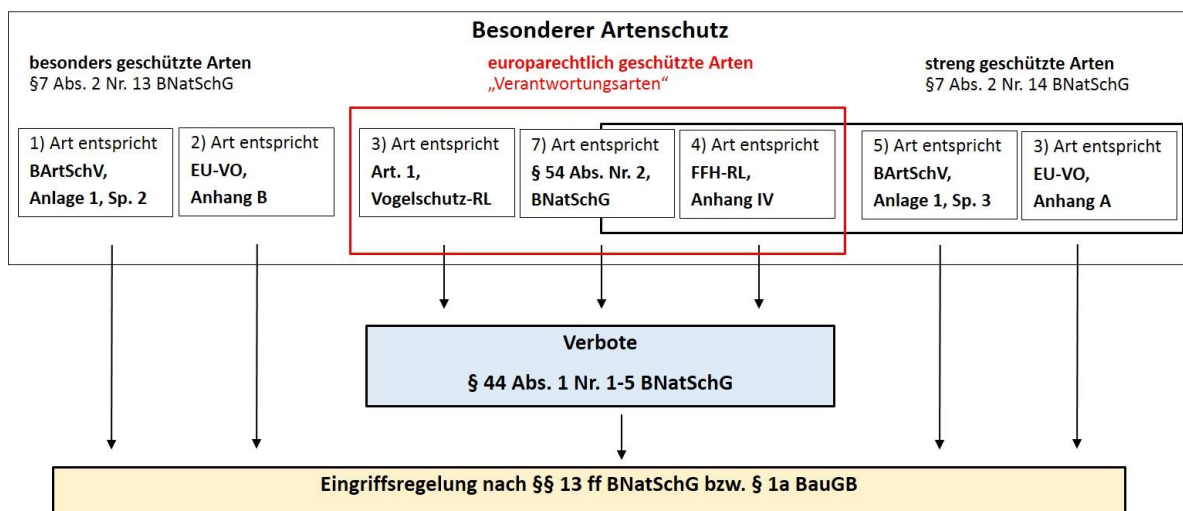 Besonderer Artenschutz
besonders geschützte Arten
§7 Abs. 2 Nr. 13 BNatSchG
europarechtlich geschützte Arten
„Verantwortungsarten“
streng geschützte Arten
§7 Abs. 2 Nr. 14 BNatSchG
1) Art entspricht
BArtSchV,
Anlage 1, Sp. 2
2) Art entspricht
EU-VO,
Anhang B
3) Art entspricht
Art. 1,
Vogelschutz-RL
7) Art entspricht
§ 54 Abs. Nr. 2,
BNatSchG
4) Art entspricht
FFH-RL,
Anhang IV
5) Art entspricht
BArtSchV,
Anlage 1, Sp. 3
3) Art entspricht
EU-VO,
Anhang A
Verbote
§ 44 Abs. 1 Nr. 1-5 BNatSchG
Eingriffsregelung nach §§ 13 ff BNatSchG bzw. § 1a BauGB